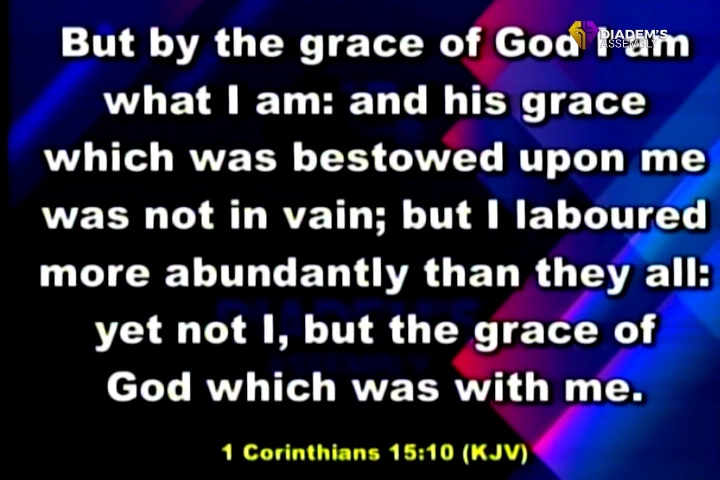 DIADEM'S
ASSEMBLY
But by the grace of God I am
what I am: and his grace
which was bestowed upon me
was not in vain; but I laboured
more abundantly than they all:
yet not I, but the grace of
God which was with me.
1 Corinthians 15:10 (KJV)